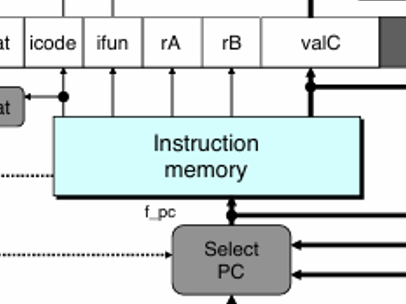 at icode ifun rA rB valC
at
Instruction
memory
f_pc
Select
PC